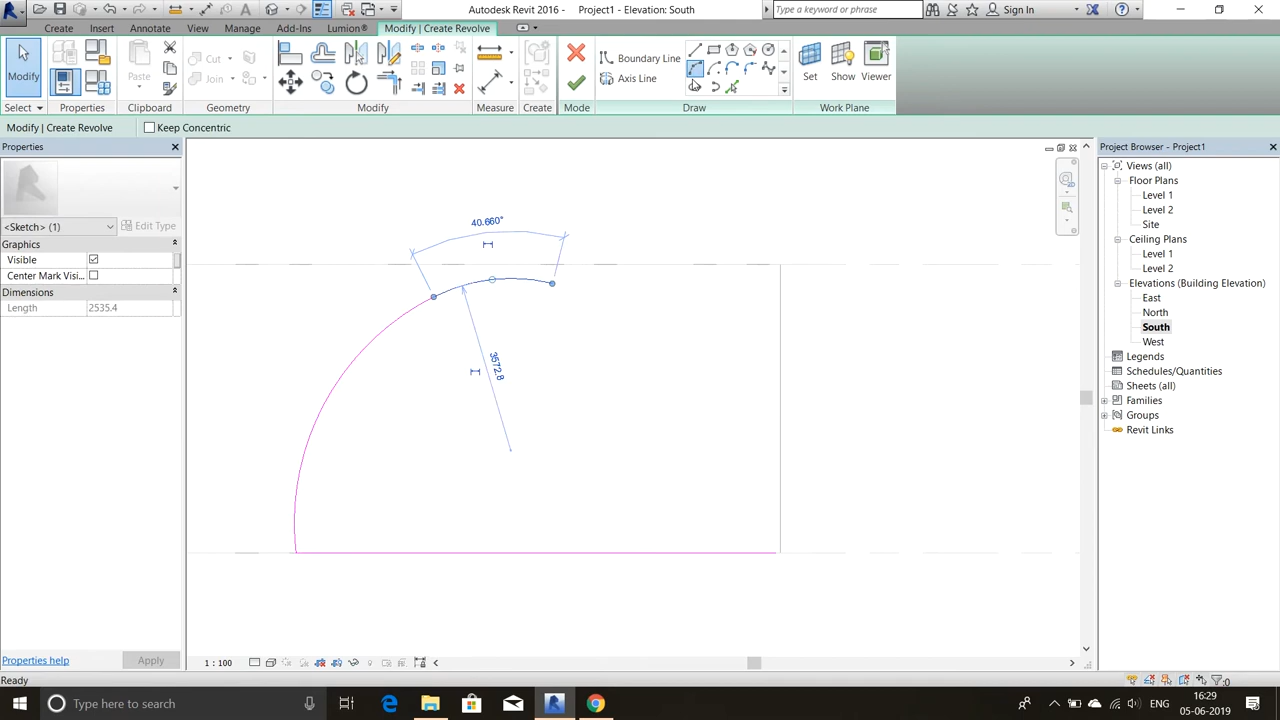 Autodesk Revit 2016 - Project1 - Elevation: South
Type a keyword or phrase
Sign In
Create Insert Annotate View Manage Add-Ins Lumion® Modify | Create Revolve
Modify
Paste
Cut
Join
Create
Boundary Line
Axis Line
Set Show Viewer
Select Properties Clipboard Geometry Modify Measure Create Mode Draw Work Plane
Modify | Create Revolve Keep Concentric
Properties
<Sketch> (1) Edit Type
Graphics
Visible
Center Mark Visi...
Dimensions
Length 2535.4
Properties help Apply
40.660°
3572.8
1 : 100
Project Browser - Project1
Views (all)
Floor Plans
Level 1
Level 2
Site
Ceiling Plans
Level 1
Level 2
Elevations (Building Elevation)
East
North
South
West
Legends
Schedules/Quantities
Sheets (all)
Families
Groups
Revit Links
Ready
:0
Type here to search
16:29
05-06-2019